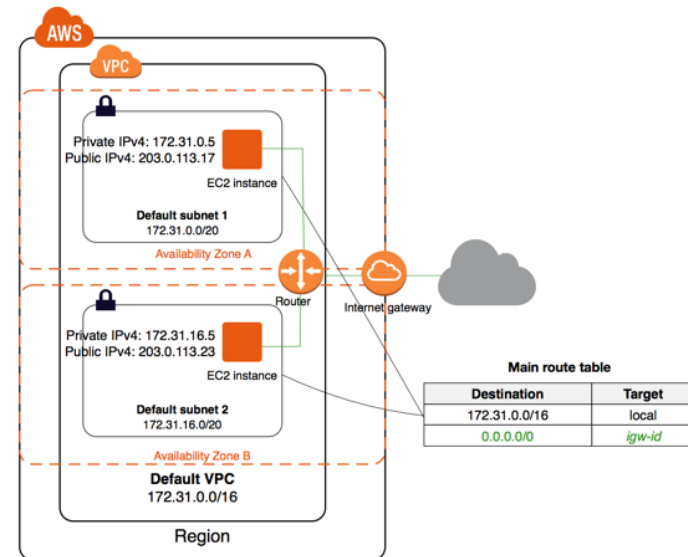 AWS
VPC
Private IPv4: 172.31.0.5
Public IPv4: 203.0.113.17
EC2 instance
Default subnet 1
172.31.0.0/20
Availability Zone A
Router
Internet gateway
Private IPv4: 172.31.16.5
Public IPv4: 203.0.113.23
EC2 instance
Default subnet 2
172.31.16.0/20
Availability Zone B
Default VPC
172.31.0.0/16
Region
Main route table
Destination Target
172.31.0.0/16 local
0.0.0.0/0 igw-id